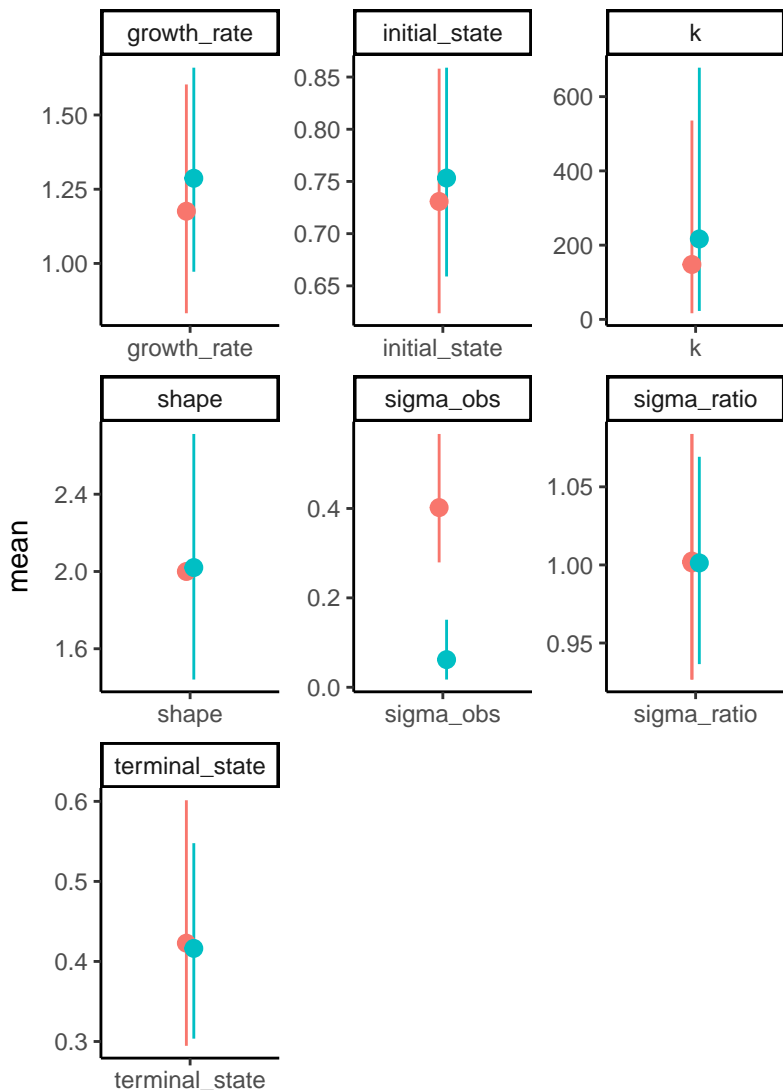 growth_rate
initial_state
k
1.50
1.25
1.00
0.85
0.80
0.75
0.70
0.65
600
400
200
0
growth_rate
initial_state
k
shape
sigma_obs
sigma_ratio
mean
2.4
2.0
1.6
0.4
0.2
0.0
1.05
1.00
0.95
shape
sigma_obs
sigma_ratio
terminal_state
0.6
0.5
0.4
0.3
terminal_state